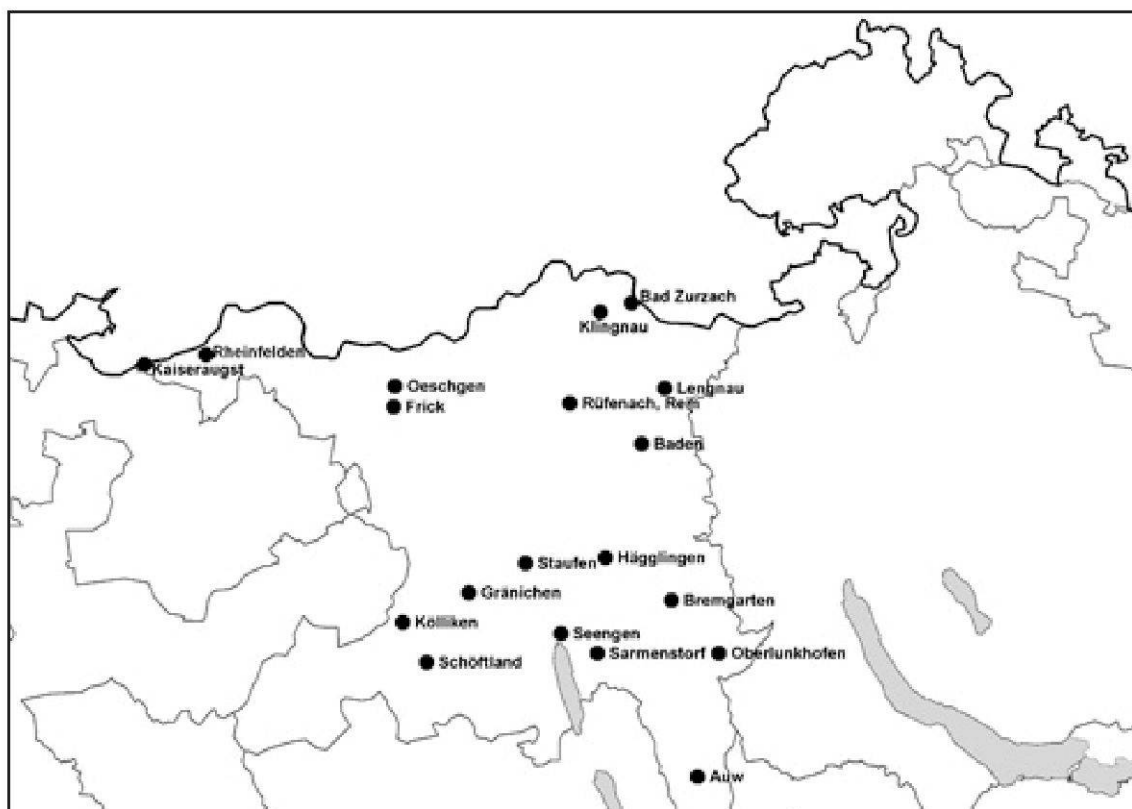 Bad Zurzach
Klingnau
Rheinfelden
Kaiseraugst
Oeschgen
Lengnau
Frick
Rüfenach, Rein
Baden
Staufen
Hägglingen
Gränichen
Bremgarten
Kölliken
Seengen
Schöftland
Sarmenstorf
Oberlunkhofen
Auw